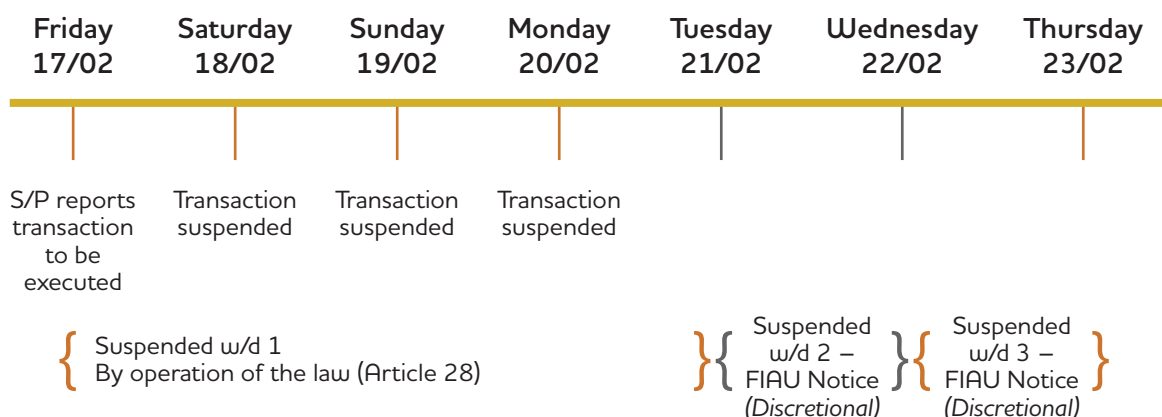 Friday
17/02
Saturday
18/02
Sunday
19/02
Monday
20/02
Tuesday
21/02
Wednesday
22/02
Thursday
23/02
S/P reports
transaction
to be
executed
Transaction
suspended
Transaction
suspended
Transaction
suspended
{ Suspended w/d 1
By operation of the law (Article 28) }
{ Suspended
w/d 2 –
FIAU Notice
(Discretional) }
{ Suspended
w/d 3 –
FIAU Notice
(Discretional) }